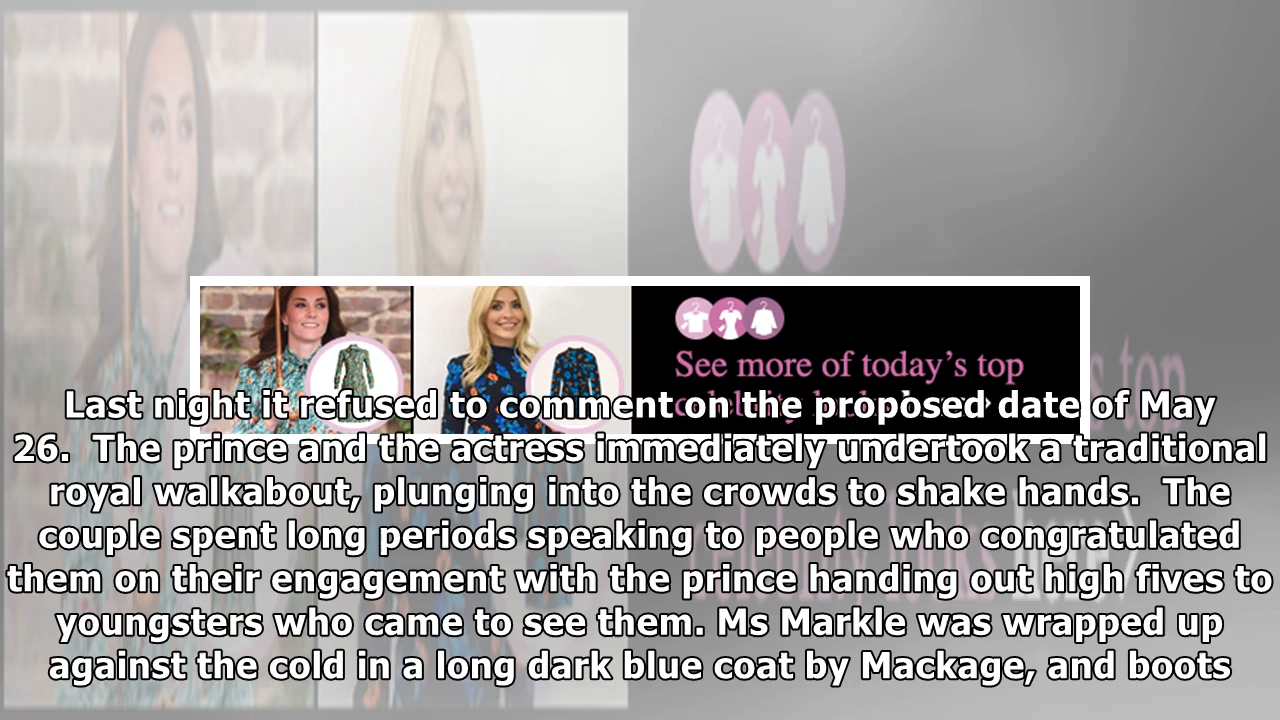 See more of today's top
Last night it refused to comment on the proposed date of May
26.  The prince and the actress immediately undertook a traditional
royal walkabout, plunging into the crowds to shake hands.  The
couple spent long periods speaking to people who congratulated
them on their engagement with the prince handing out high fives to
youngsters who came to see them. Ms Markle was wrapped up
against the cold in a long dark blue coat by Mackage, and boots